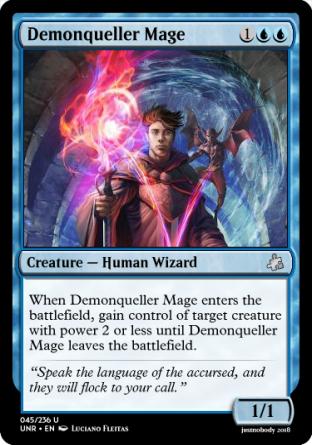 Demonqueller Mage 1
Creature — Human Wizard
When Demonqueller Mage enters the
battlefield, gain control of target creature
with power 2 or less until Demonqueller
Mage leaves the battlefield.
“Speak the language of the accursed, and
they will flock to your call.”
1/1
045/236 U
UNR • EN Luciano Fleitas
justnobody 2018